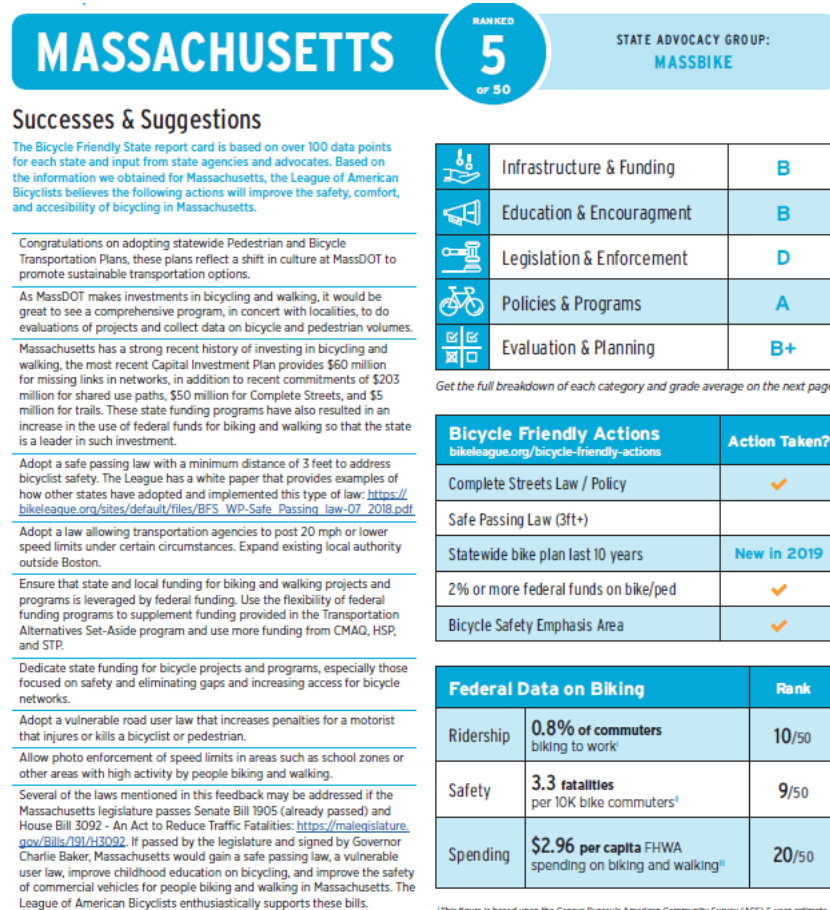 MASSACHUSETTS
RANKED
5
OF 50
STATE ADVOCACY GROUP:
MASSBIKE
Successes & Suggestions
The Bicycle Friendly State report card is based on over 100 data points
for each state and input from state agencies and advocates. Based on
the information we obtained for Massachusetts, the League of American
Bicyclists believes the following actions will improve the safety, comfort,
and accesibility of bicycling in Massachusetts.
Congratulations on adopting statewide Pedestrian and Bicycle
Transportation Plans, these plans reflect a shift in culture at MassDOT to
promote sustainable transportation options.
As MassDOT makes investments in bicycling and walking, it would be
great to see a comprehensive program, in concert with localities, to do
evaluations of projects and collect data on bicycle and pedestrian volumes.
Massachusetts has a strong recent history of investing in bicycling and
walking, the most recent Capital Investment Plan provides $60 million
for missing links in networks, in addition to recent commitments of $203
million for shared use paths, $50 million for Complete Streets, and $5
million for trails. These state funding programs have also resulted in an
increase in the use of federal funds for biking and walking so that the state
is a leader in such investment.
Adopt a safe passing law with a minimum distance of 3 feet to address
bicyclist safety. The League has a white paper that provides examples of
how other states have adopted and implemented this type of law: https://
bikeleague.org/sites/default/files/BFS_WP-Safe_Passing_law-07_2018.pdf
Adopt a law allowing transportation agencies to post 20 mph or lower
speed limits under certain circumstances. Expand existing local authority
outside Boston.
Ensure that state and local funding for biking and walking projects and
programs is leveraged by federal funding. Use the flexibility of federal
funding programs to supplement funding provided in the Transportation
Alternatives Set-Aside program and use more funding from CMAQ, HSP,
and STP.
Dedicate state funding for bicycle projects and programs, especially those
focused on safety and eliminating gaps and increasing access for bicycle
networks.
Adopt a vulnerable road user law that increases penalties for a motorist
that injures or kills a bicyclist or pedestrian.
Allow photo enforcement of speed limits in areas such as school zones or
other areas with high activity by people biking and walking.
Several of the laws mentioned in this feedback may be addressed if the
Massachusetts legislature passes Senate Bill 1905 (already passed) and
House Bill 3092 - An Act to Reduce Traffic Fatalities: https://malegislature.
gov/Bills/191/H3092. If passed by the legislature and signed by Governor
Charlie Baker, Massachusetts would gain a safe passing law, a vulnerable
user law, improve childhood education on bicycling, and improve the safety
of commercial vehicles for people biking and walking in Massachusetts. The
League of American Bicyclists enthusiastically supports these bills.
Infrastructure & Funding B
Education & Encouragment B
Legislation & Enforcement D
Policies & Programs A
Evaluation & Planning B+
Get the full breakdown of each category and grade average on the next page
Bicycle Friendly Actions Action Taken?
bikeleague.org/bicycle-friendly-actions
Complete Streets Law / Policy ✓
Safe Passing Law (3ft+)
Statewide bike plan last 10 years New in 2019
2% or more federal funds on bike/ped ✓
Bicycle Safety Emphasis Area ✓
Federal Data on Biking Rank
Ridership 0.8% of commuters biking to work i 10/50
Safety 3.3 fatalities per 10K bike commuters ii 9/50
Spending $2.96 per capita FHWA spending on biking and walking iii 20/50